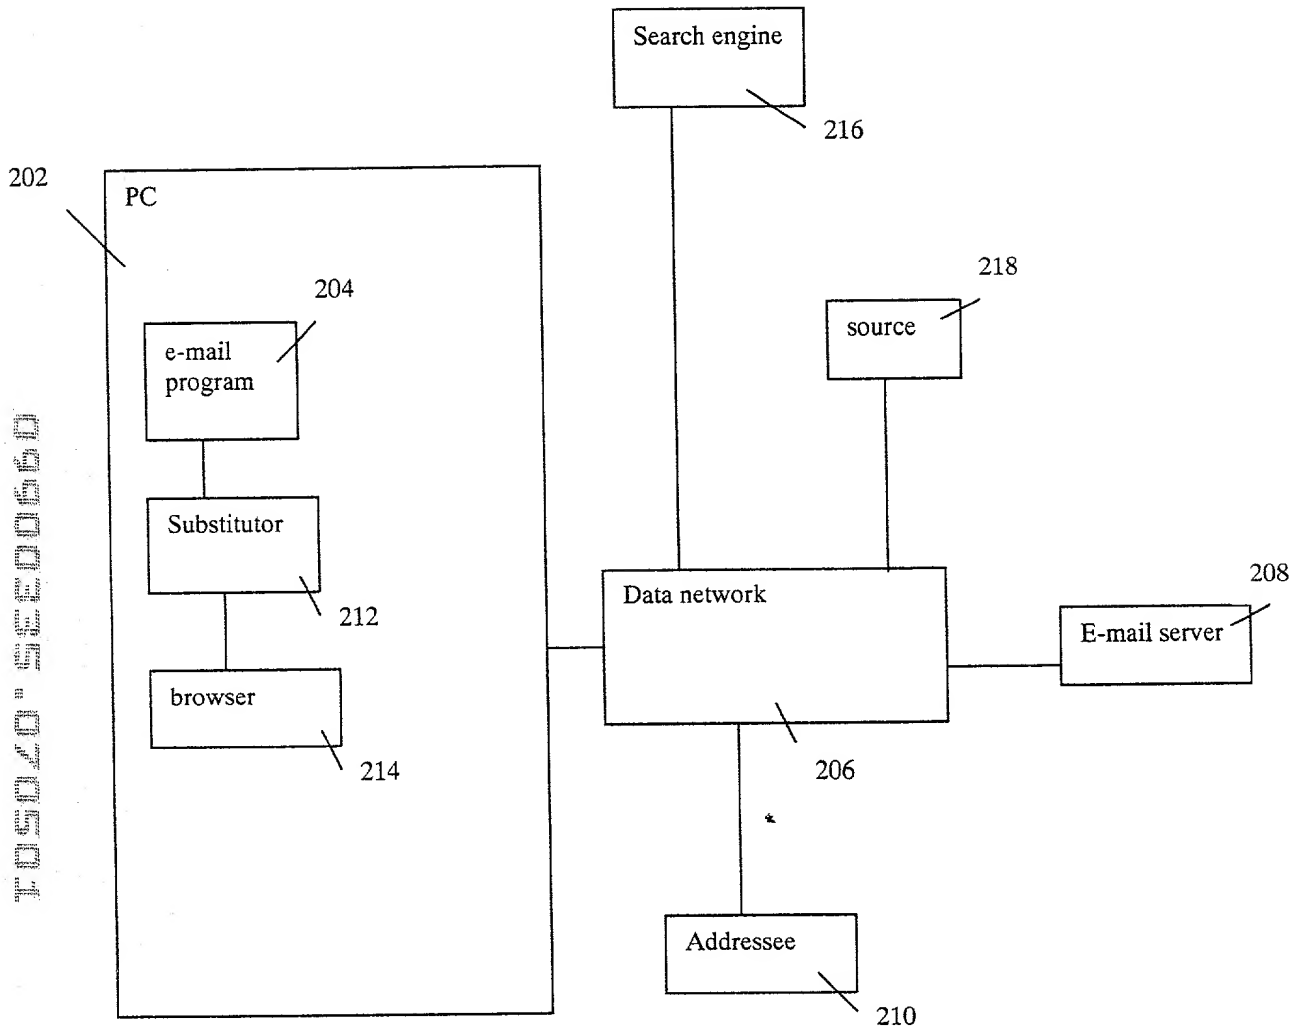 Search engine
216
202
PC
218
204
source
e-mail
program
Substitutor
208
Data network
212
E-mail server
browser
214
206
Addressee
210